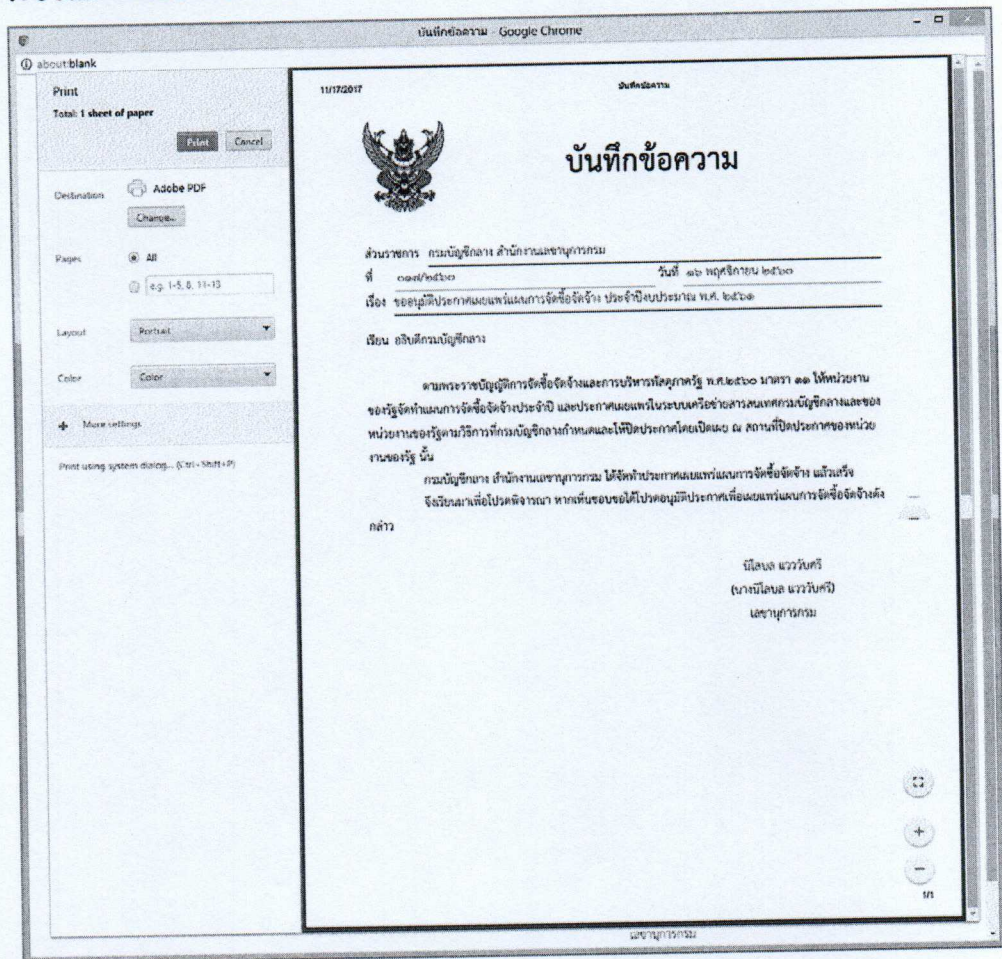 บันทึกข้อความ - Google Chrome
about:blank
Print
Total: 1 sheet of paper
Print Cancel
Destination Adobe PDF
Change...
Pages All
e.g. 1-5, 8, 11-13
Layout Portrait
Color Color
More settings
Print using system dialog... (Ctrl+Shift+P)
11/17/2017 บันทึกข้อความ
บันทึกข้อความ
ส่วนราชการ กรมบัญชีกลาง สำนักงานเลขานุการกรม
ที่ ๐๑๗/๒๕๖๐ วันที่ ๑๖ พฤศจิกายน ๒๕๖๐
เรื่อง ขออนุมัติประกาศเผยแพร่แผนการจัดซื้อจัดจ้าง ประจำปีงบประมาณ พ.ศ. ๒๕๖๑
เรียน อธิบดีกรมบัญชีกลาง
ตามพระราชบัญญัติการจัดซื้อจัดจ้างและการบริหารพัสดุภาครัฐ พ.ศ.๒๕๖๐ มาตรา ๑๑ ให้หน่วยงาน
ของรัฐจัดทำแผนการจัดซื้อจัดจ้างประจำปี และประกาศเผยแพร่ในระบบเครือข่ายสารสนเทศกรมบัญชีกลางและของ
หน่วยงานของรัฐตามวิธีการที่กรมบัญชีกลางกำหนดและให้ปิดประกาศโดยเปิดเผย ณ สถานที่ปิดประกาศของหน่วย
งานของรัฐ นั้น
กรมบัญชีกลาง สำนักงานเลขานุการกรม ได้จัดทำประกาศเผยแพร่แผนการจัดซื้อจัดจ้าง แล้วเสร็จ
จึงเรียนมาเพื่อโปรดพิจารณา หากเห็นชอบขอได้โปรดอนุมัติประกาศเพื่อเผยแพร่แผนการจัดซื้อจัดจ้างดัง
กล่าว
นิโลบล แวววับศรี
(นางนิโลบล แวววับศรี)
เลขานุการกรม
1/1
เลขานุการกรม